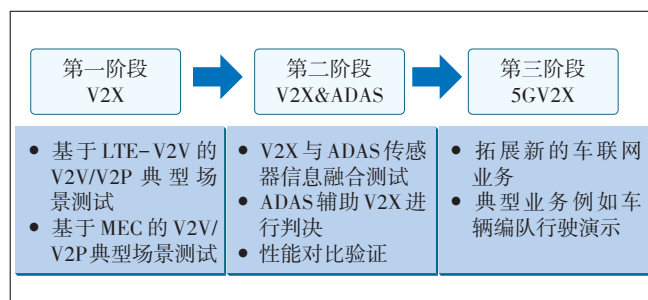 第一阶段
V2X
第二阶段
V2X&ADAS
第三阶段
5GV2X
• 基于 LTE-V2V 的
V2V/V2P 典型场
景测试
• 基于 MEC 的 V2V/
V2P典型场景测试
• V2X 与 ADAS 传感
器信息融合测试
• ADAS 辅助 V2X 进
行判决
• 性能对比验证
• 拓展新的车联网
业务
• 典型业务例如车
辆编队行驶演示